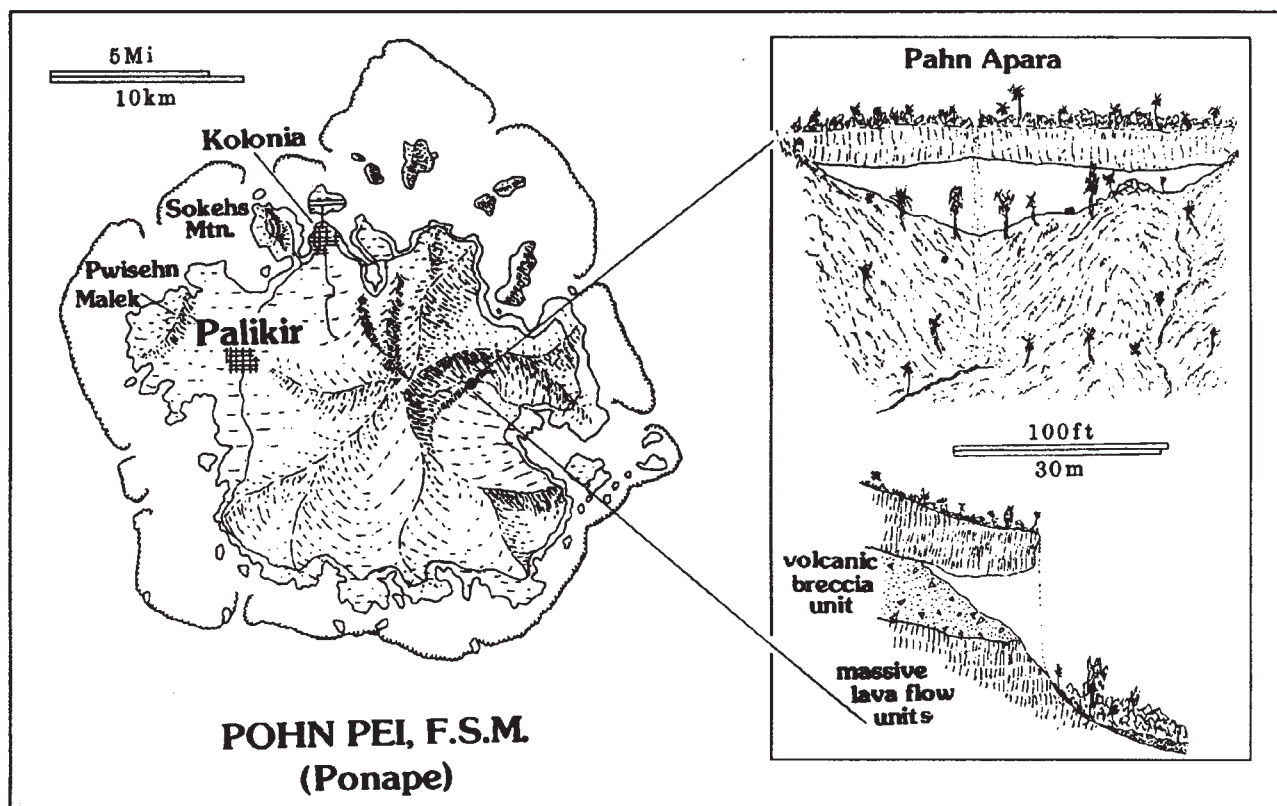 5Mi
10km
Kolonia
Sokehs
Mtn.
Pwisehn
Malek
Palikir
POHN PEI, F.S.M.
(Ponape)
Pahn Apara
100ft
30m
volcanic
breccia
unit
massive
lava flow
units